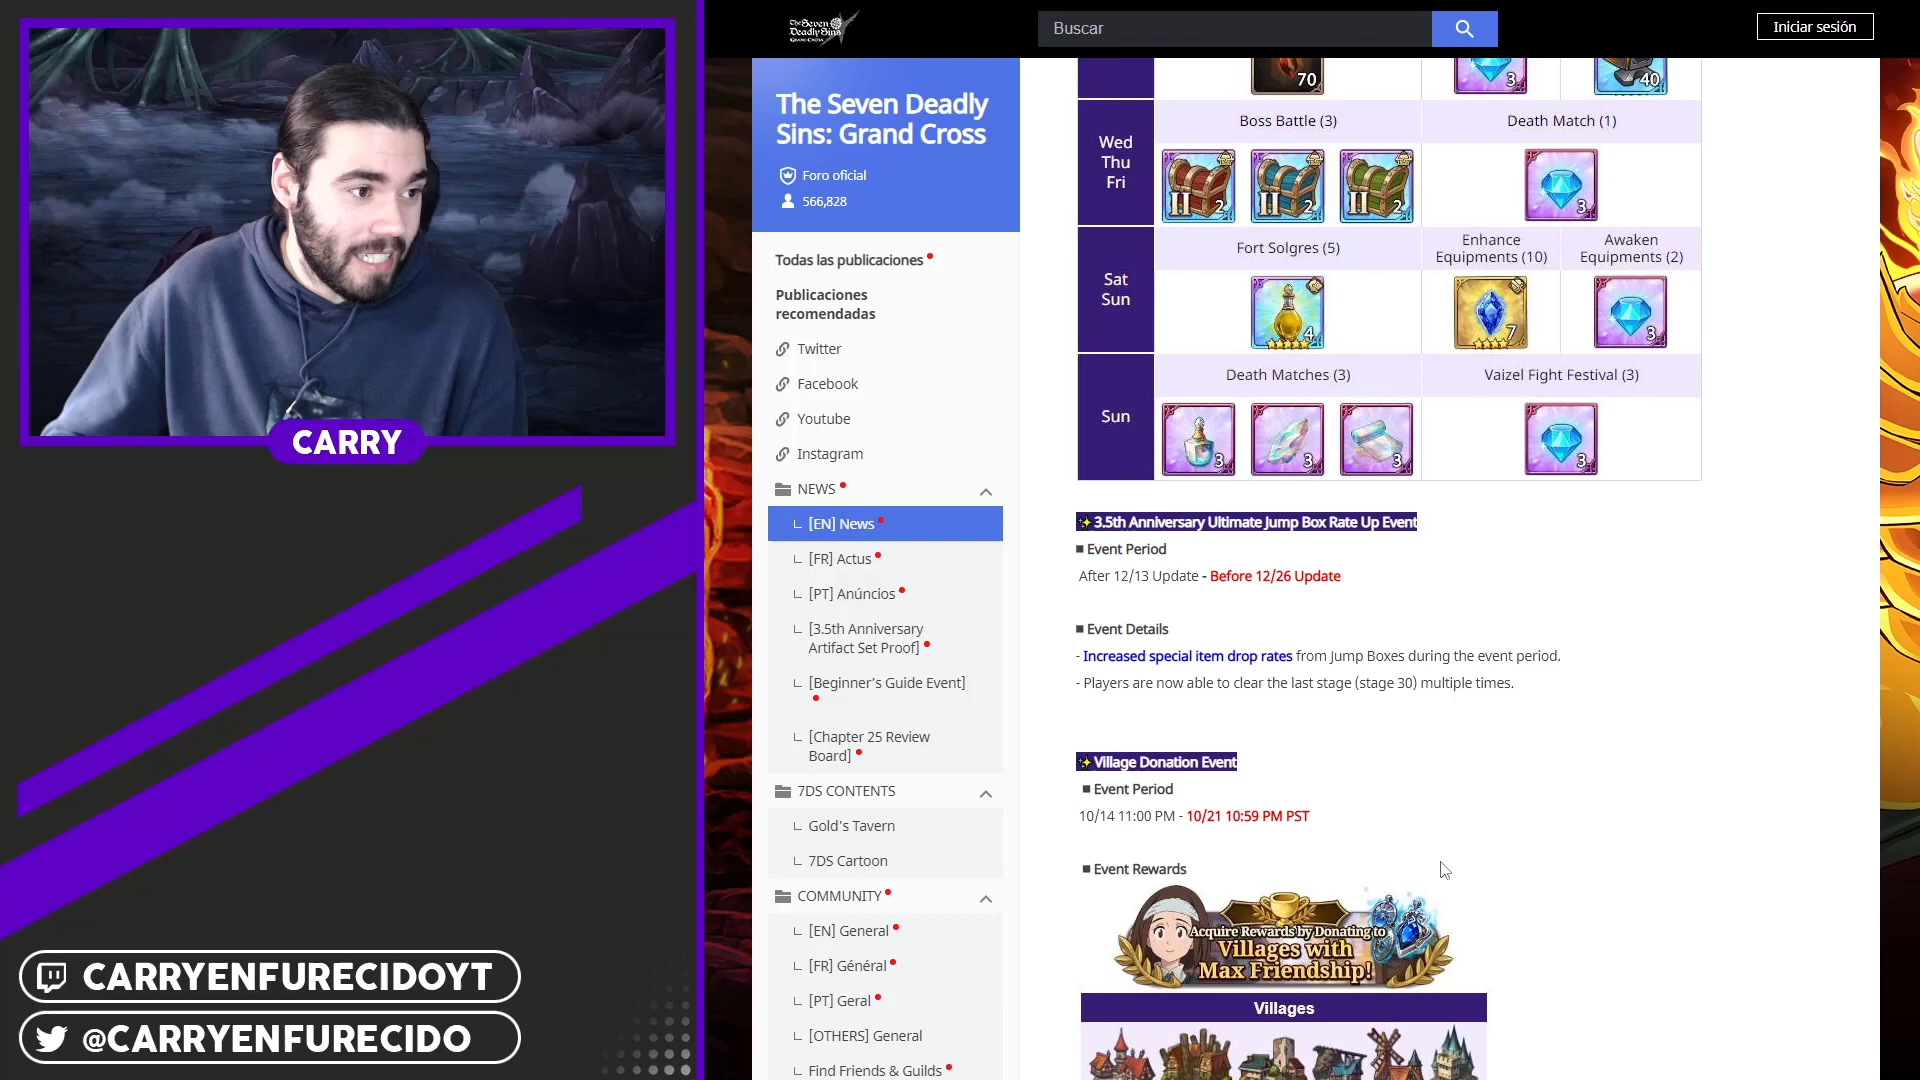 CARRY
CARRYENFURECIDOYT
@CARRYENFURECIDO
The Seven
Deadly Sins
GRAND CROSS
Buscar
Iniciar sesión
The Seven Deadly
Sins: Grand Cross
Foro oficial
566,828
Todas las publicaciones
Publicaciones
recomendadas
Twitter
Facebook
Youtube
Instagram
NEWS
[EN] News
[FR] Actus
[PT] Anúncios
[3.5th Anniversary
Artifact Set Proof]
[Beginner's Guide Event]
[Chapter 25 Review
Board]
7DS CONTENTS
Gold's Tavern
7DS Cartoon
COMMUNITY
[EN] General
[FR] Général
[PT] Geral
[OTHERS] General
Find Friends & Guilds
70 3 40
Wed
Thu
Fri
Boss Battle (3) Death Match (1)
II 2 II 2 II 2 3
Sat
Sun
Fort Solgres (5)
Enhance
Equipments (10)
Awaken
Equipments (2)
4 7 3
Sun
Death Matches (3) Vaizel Fight Festival (3)
3 3 3 3
3.5th Anniversary Ultimate Jump Box Rate Up Event
■ Event Period
After 12/13 Update - Before 12/26 Update
■ Event Details
- Increased special item drop rates from Jump Boxes during the event period.
- Players are now able to clear the last stage (stage 30) multiple times.
Village Donation Event
■ Event Period
10/14 11:00 PM - 10/21 10:59 PM PST
■ Event Rewards
Acquire Rewards by Donating to
Villages with
Max Friendship!
Villages